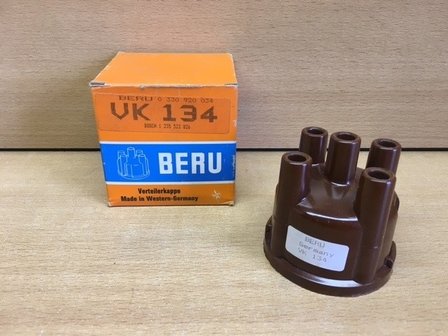 BERU 0 330 920 034
VK 134
BOSCH 1 235 522 026
BERU
Verteilerkappe
Made in Western-Germany
BERU
Germany
VK 134